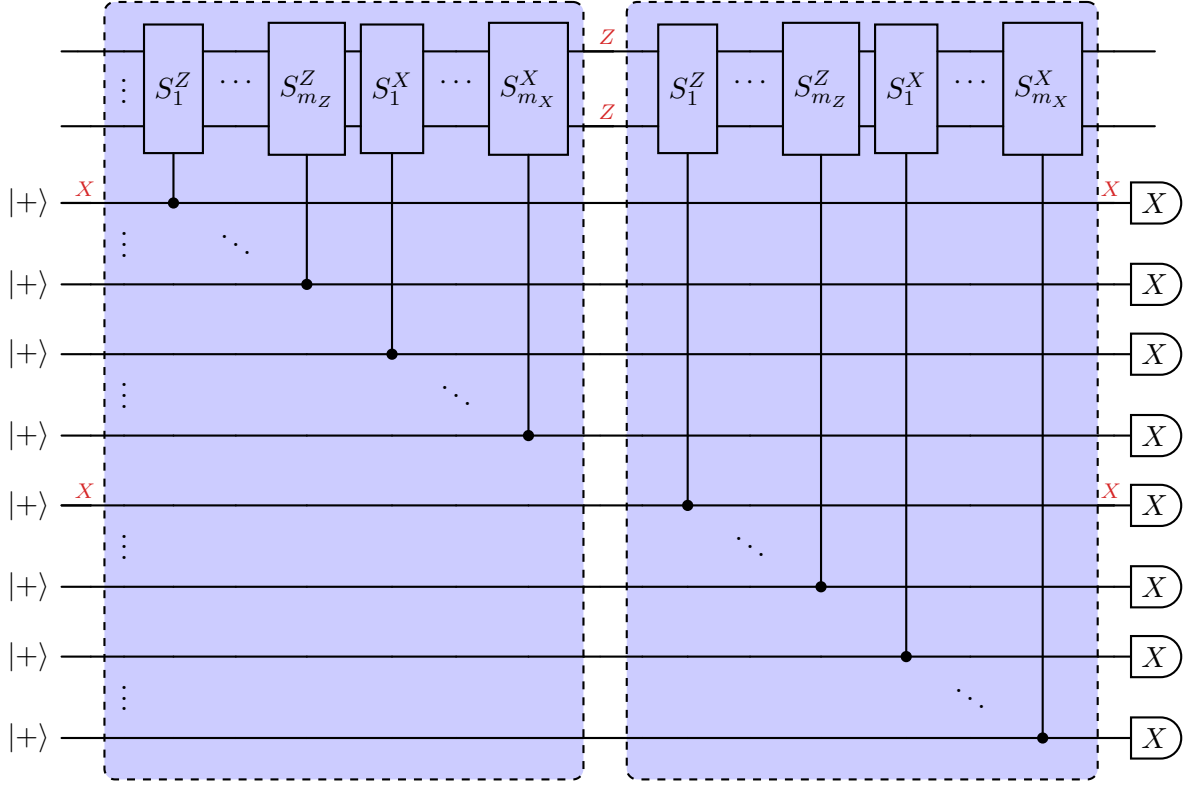 Z Z
S_1^Z ⋯ S_{m_Z}^Z S_1^X ⋯ S_{m_X}^X Z S_1^Z ⋯ S_{m_Z}^Z S_1^X ⋯ S_{m_X}^X
|+⟩ X X X
|+⟩ X
|+⟩ X
|+⟩ X
|+⟩ X X X
|+⟩ X
|+⟩ X
|+⟩ X